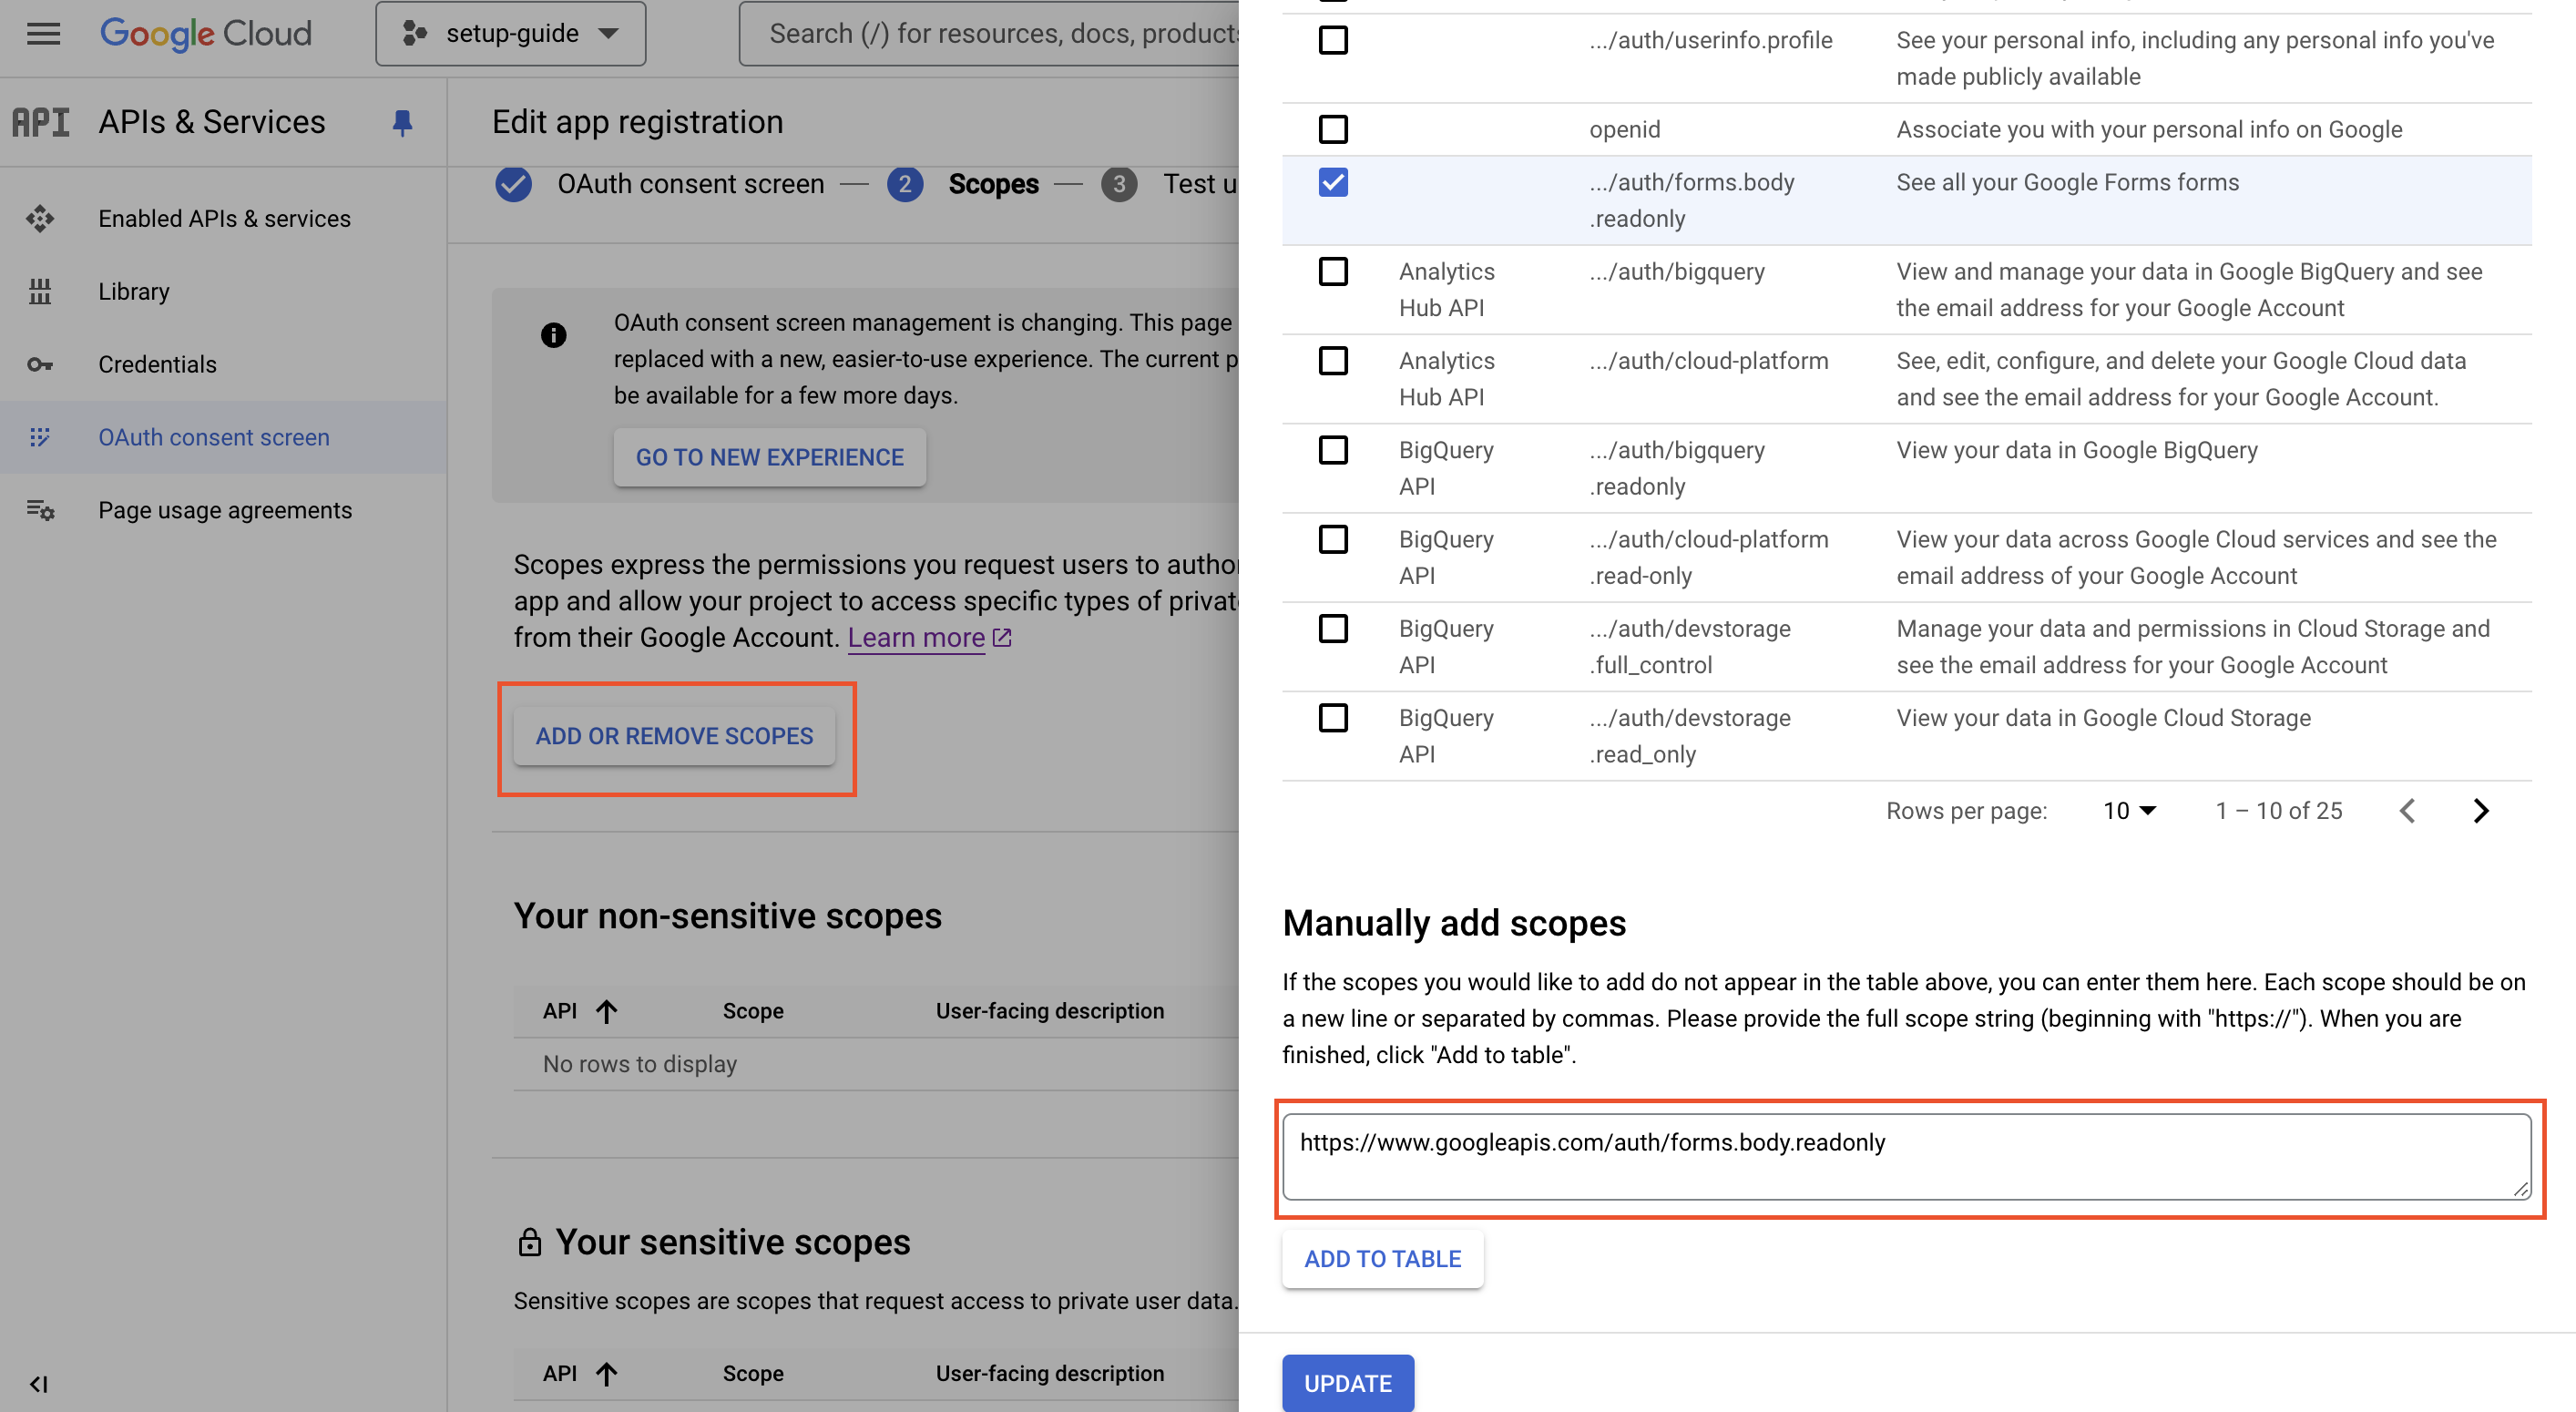 Google Cloud
setup-guide
Search (/) for resources, docs, products
API
APIs & Services
Enabled APIs & services
Library
Credentials
OAuth consent screen
Page usage agreements
Edit app registration
OAuth consent screen — 2 Scopes — 3 Test u
OAuth consent screen management is changing. This page
replaced with a new, easier-to-use experience. The current p
be available for a few more days.
GO TO NEW EXPERIENCE
Scopes express the permissions you request users to autho
app and allow your project to access specific types of privat
from their Google Account. Learn more
ADD OR REMOVE SCOPES
Your non-sensitive scopes
API Scope User-facing description
No rows to display
Your sensitive scopes
Sensitive scopes are scopes that request access to private user data.
API Scope User-facing description
.../auth/userinfo.profile See your personal info, including any personal info you've
made publicly available
openid Associate you with your personal info on Google
.../auth/forms.body See all your Google Forms forms
.readonly
Analytics .../auth/bigquery View and manage your data in Google BigQuery and see
Hub API the email address for your Google Account
Analytics .../auth/cloud-platform See, edit, configure, and delete your Google Cloud data
Hub API and see the email address for your Google Account.
BigQuery .../auth/bigquery View your data in Google BigQuery
API .readonly
BigQuery .../auth/cloud-platform View your data across Google Cloud services and see the
API .read-only email address of your Google Account
BigQuery .../auth/devstorage Manage your data and permissions in Cloud Storage and
API .full_control see the email address for your Google Account
BigQuery .../auth/devstorage View your data in Google Cloud Storage
API .read_only
Rows per page: 10 1 – 10 of 25
Manually add scopes
If the scopes you would like to add do not appear in the table above, you can enter them here. Each scope should be on
a new line or separated by commas. Please provide the full scope string (beginning with "https://"). When you are
finished, click "Add to table".
https://www.googleapis.com/auth/forms.body.readonly
ADD TO TABLE
UPDATE